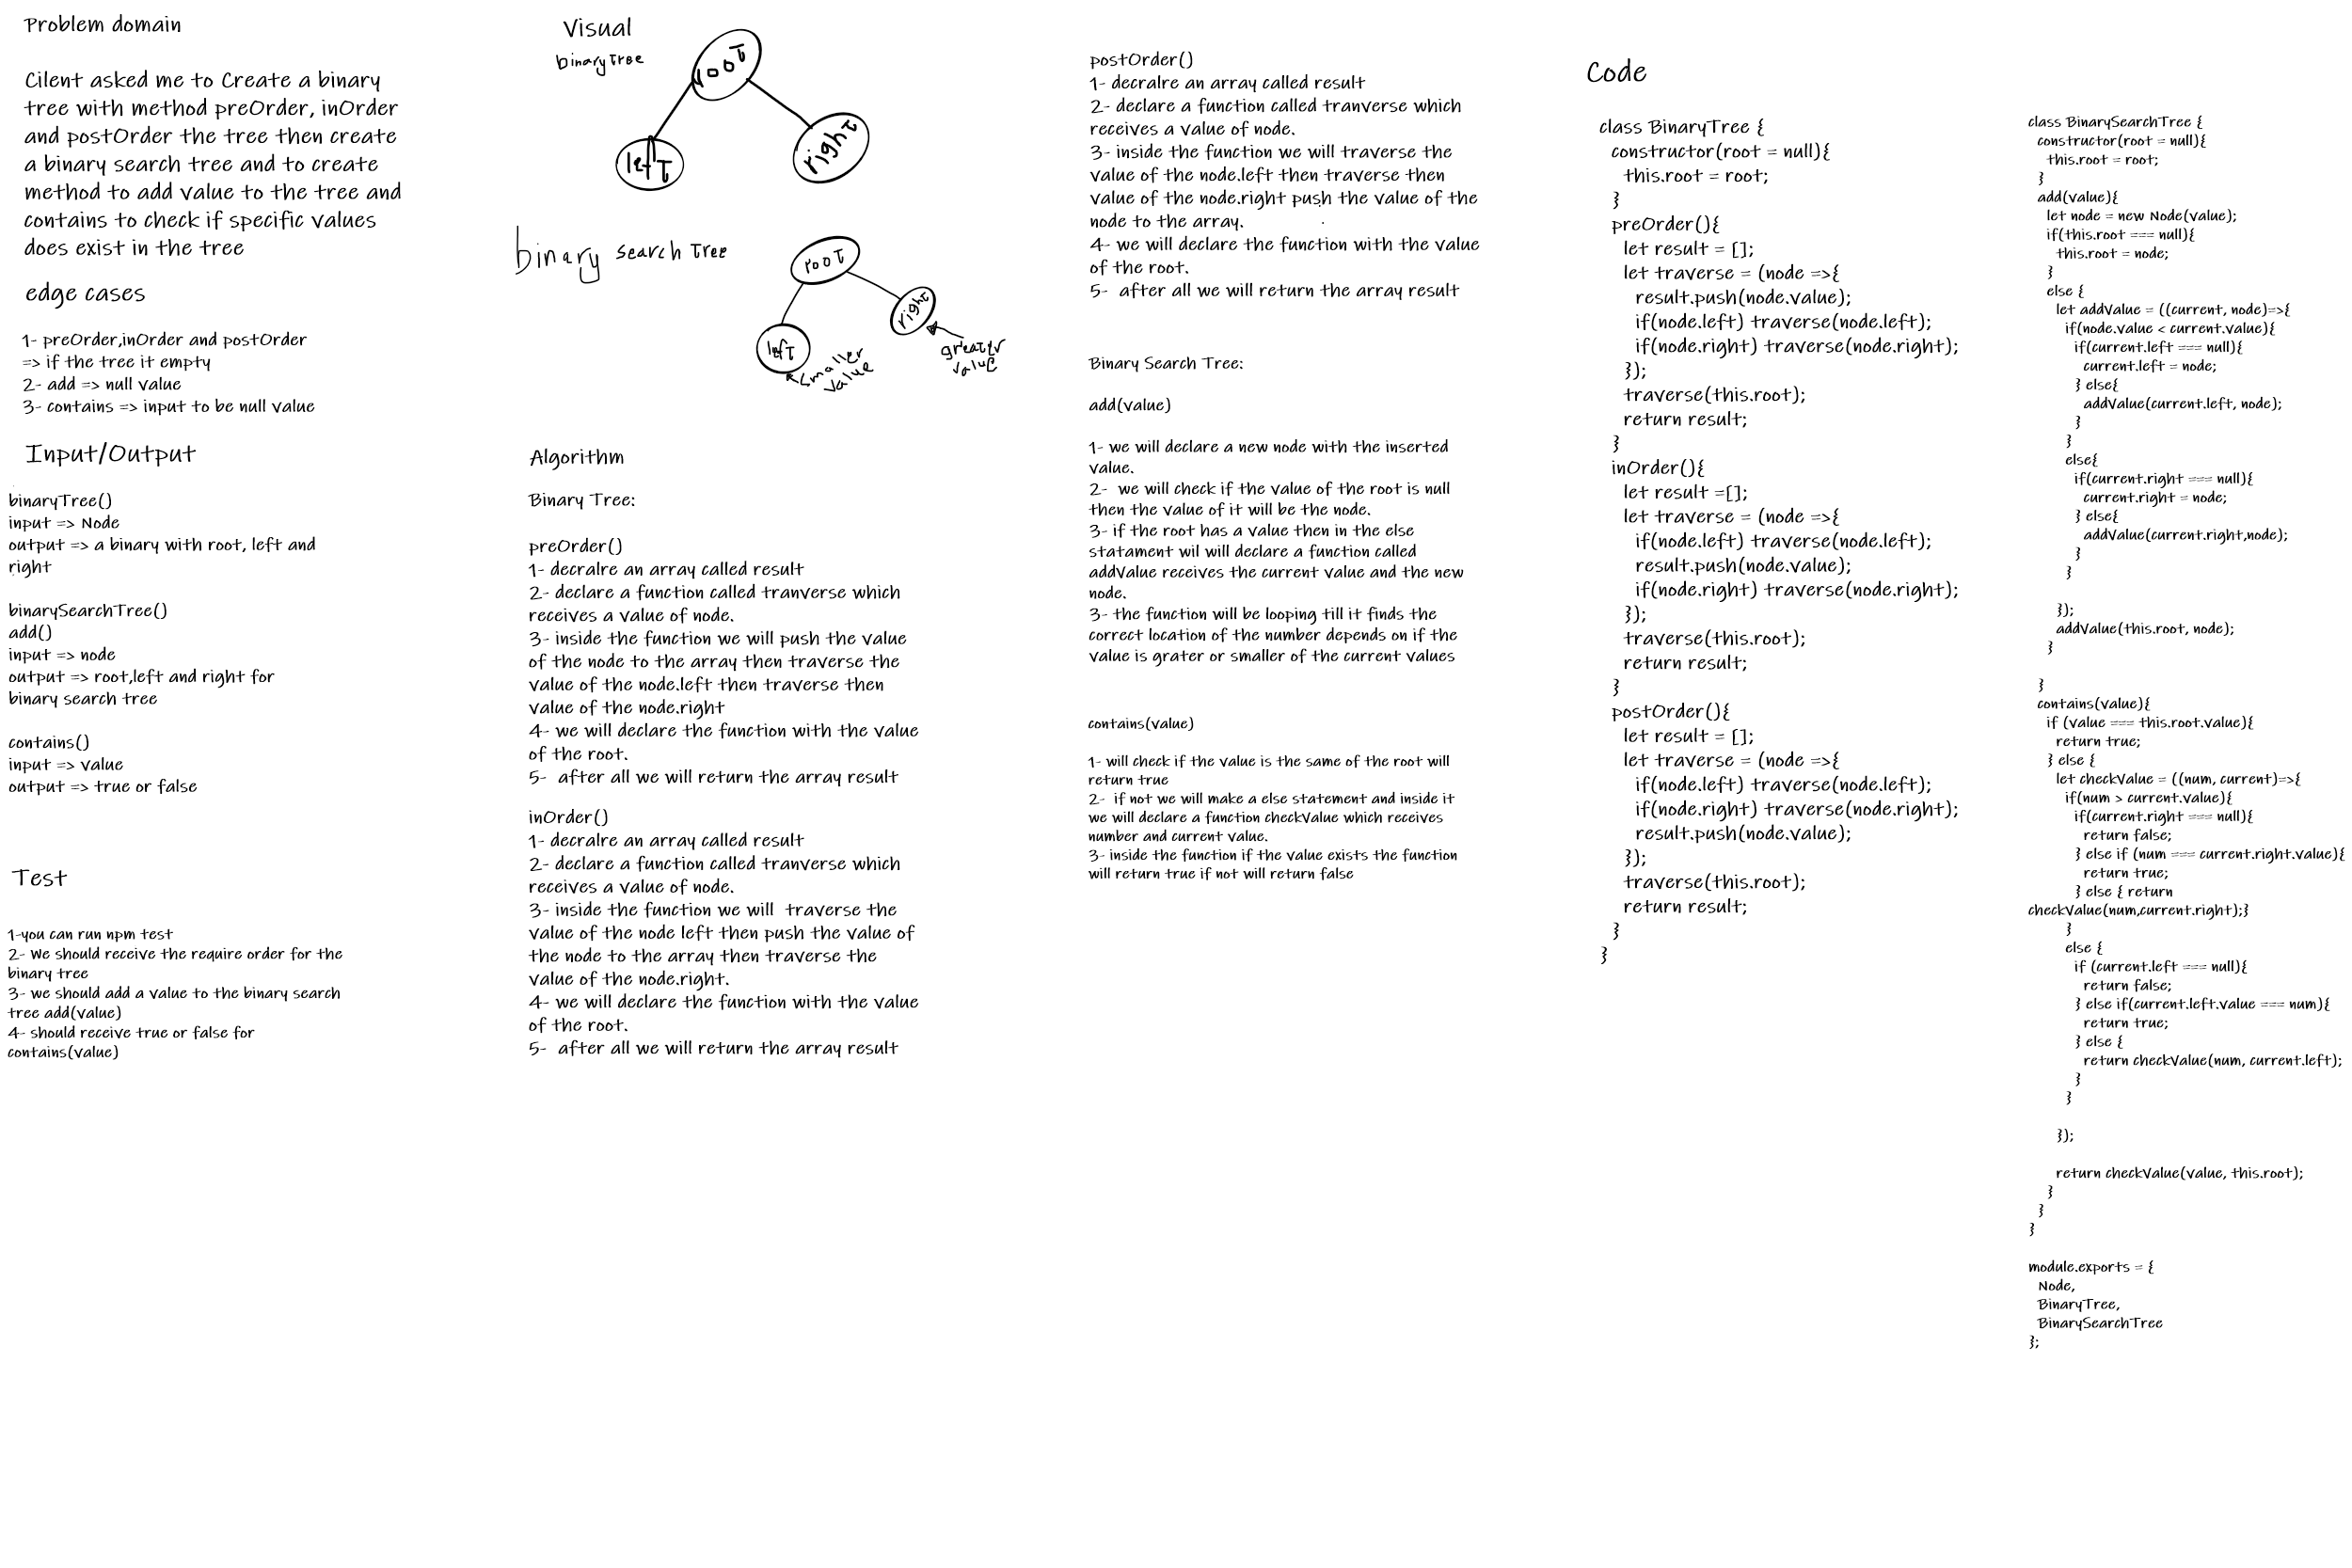 Problem domain
Cilent asked me to Create a binary
tree with method preOrder, inOrder
and postOrder the tree then create
a binary search tree and to create
method to add value to the tree and
contains to check if specific values
does exist in the tree
edge cases
1- preOrder,inOrder and postOrder
=> if the tree it empty
2- add => null value
3- contains => input to be null value
Input/Output
binaryTree()
input => Node
output => a binary with root, left and
right
binarySearchTree()
add()
input => node
output => root,left and right for
binary search tree
contains()
input => value
output => true or false
Test
1-you can run npm test
2- We should receive the require order for the
binary tree
3- we should add a value to the binary search
tree add(value)
4- should receive true or false for
contains(value)
Visual
binary tree
root
left
right
binary search tree
root
left
right
smaller
value
greater
value
Algorithm
Binary Tree:
preOrder()
1- decralre an array called result
2- declare a function called tranverse which
receives a value of node.
3- inside the function we will push the value
of the node to the array then traverse the
value of the node.left then traverse then
value of the node.right
4- we will declare the function with the value
of the root.
5-  after all we will return the array result
inOrder()
1- decralre an array called result
2- declare a function called tranverse which
receives a value of node.
3- inside the function we will  traverse the
value of the node left then push the value of
the node to the array then traverse the
value of the node.right.
4- we will declare the function with the value
of the root.
5-  after all we will return the array result
postOrder()
1- decralre an array called result
2- declare a function called tranverse which
receives a value of node.
3- inside the function we will traverse the
value of the node.left then traverse then
value of the node.right push the value of the
node to the array.
4- we will declare the function with the value
of the root.
5-  after all we will return the array result
Binary Search Tree:
add(value)
1- we will declare a new node with the inserted
value.
2-  we will check if the value of the root is null
then the value of it will be the node.
3- if the root has a value then in the else
statament wil will declare a function called
addValue receives the current value and the new
node.
3- the function will be looping till it finds the
correct location of the number depends on if the
value is grater or smaller of the current values
contains(value)
1- will check if the value is the same of the root will
return true
2-  if not we will make a else statement and inside it
we will declare a function checkValue which receives
number and current value.
3- inside the function if the value exists the function
will return true if not will return false
Code
class BinaryTree {
constructor(root = null){
this.root = root;
}
preOrder(){
let result = [];
let traverse = (node =>{
result.push(node.value);
if(node.left) traverse(node.left);
if(node.right) traverse(node.right);
});
traverse(this.root);
return result;
}
inOrder(){
let result =[];
let traverse = (node =>{
if(node.left) traverse(node.left);
result.push(node.value);
if(node.right) traverse(node.right);
});
traverse(this.root);
return result;
}
postOrder(){
let result = [];
let traverse = (node =>{
if(node.left) traverse(node.left);
if(node.right) traverse(node.right);
result.push(node.value);
});
traverse(this.root);
return result;
}
}
class BinarySearchTree {
constructor(root = null){
this.root = root;
}
add(value){
let node = new Node(value);
if(this.root === null){
this.root = node;
}
else {
let addValue = ((current, node)=>{
if(node.value < current.value){
if(current.left === null){
current.left = node;
} else{
addValue(current.left, node);
}
}
else{
if(current.right === null){
current.right = node;
} else{
addValue(current.right,node);
}
}
});
addValue(this.root, node);
}
}
contains(value){
if (value === this.root.value){
return true;
} else {
let checkValue = ((num, current)=>{
if(num > current.value){
if(current.right === null){
return false;
} else if (num === current.right.value){
return true;
} else { return
checkValue(num,current.right);}
}
else {
if (current.left === null){
return false;
} else if(current.left.value === num){
return true;
} else {
return checkValue(num, current.left);
}
}
});
return checkValue(value, this.root);
}
}
}
module.exports = {
Node,
BinaryTree,
BinarySearchTree
};